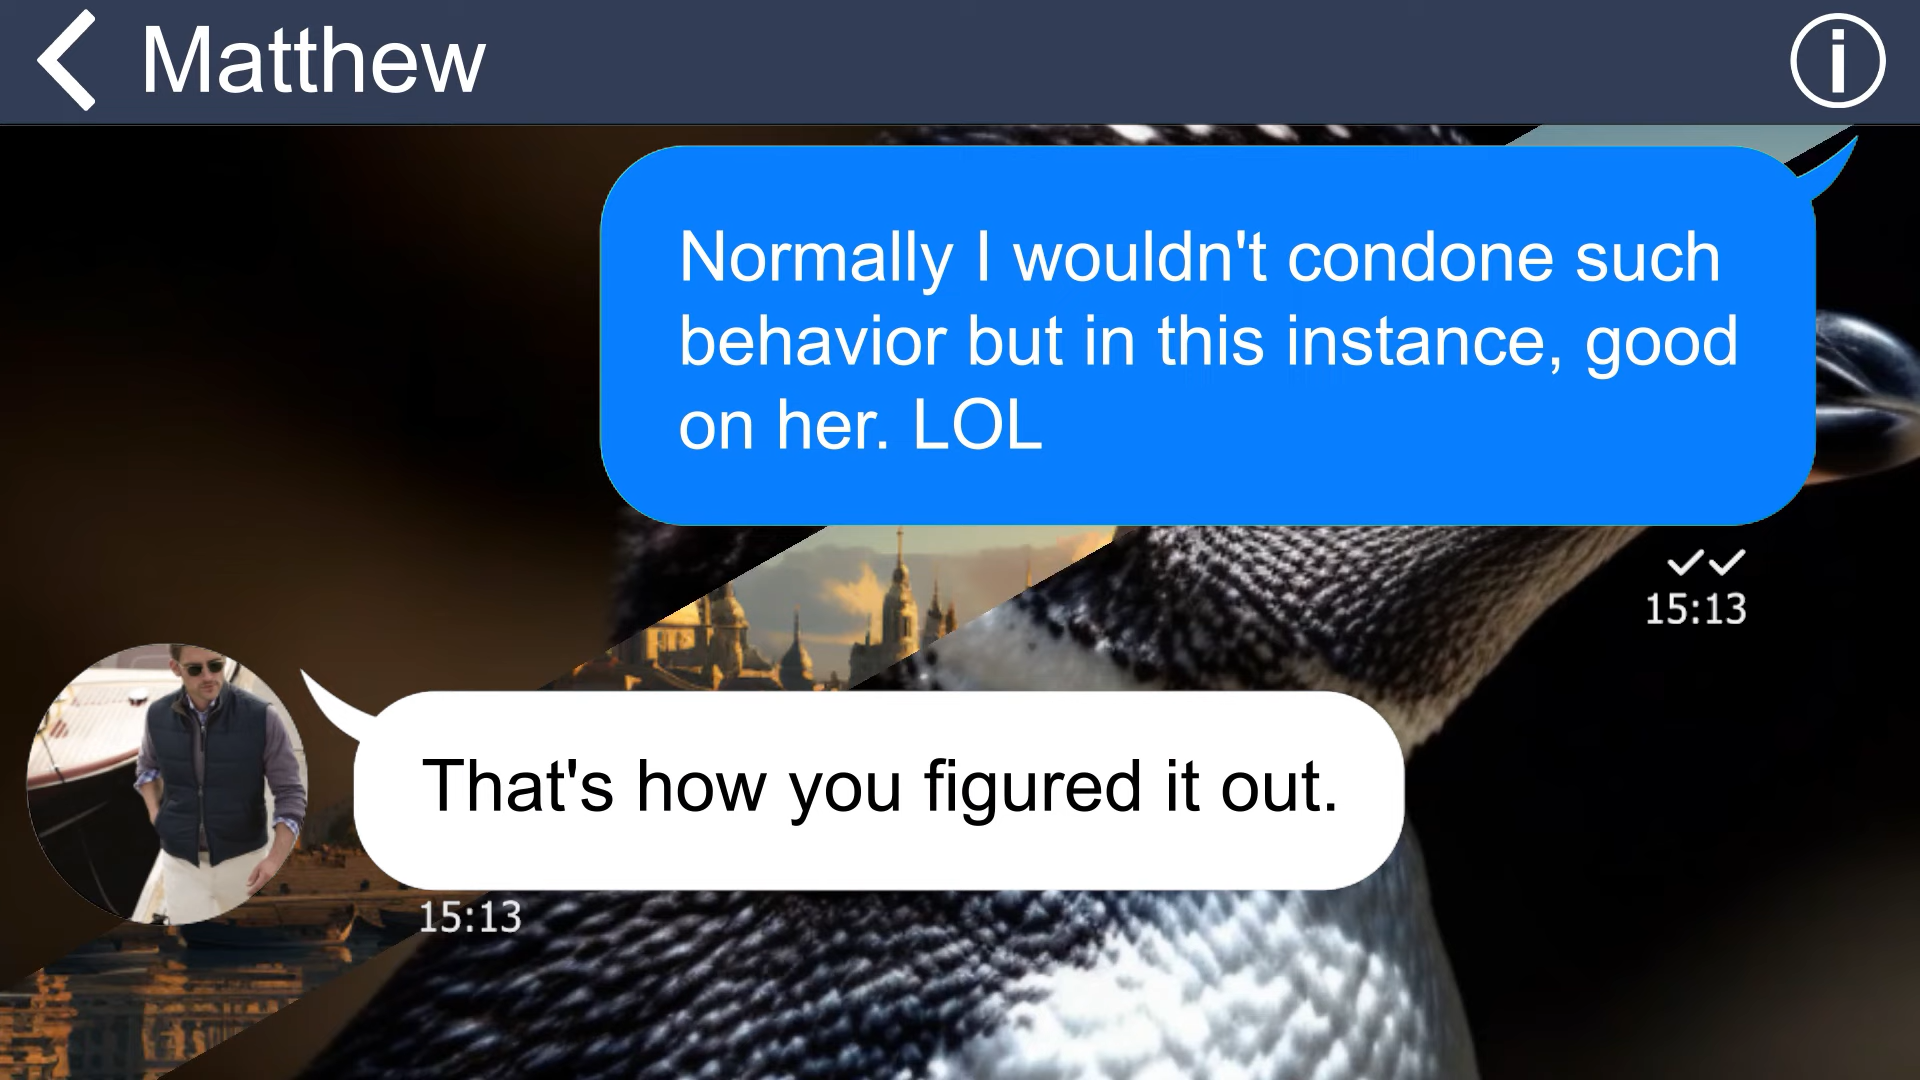 Matthew
Normally I wouldn't condone such
behavior but in this instance, good
on her. LOL
15:13
That's how you figured it out.
15:13